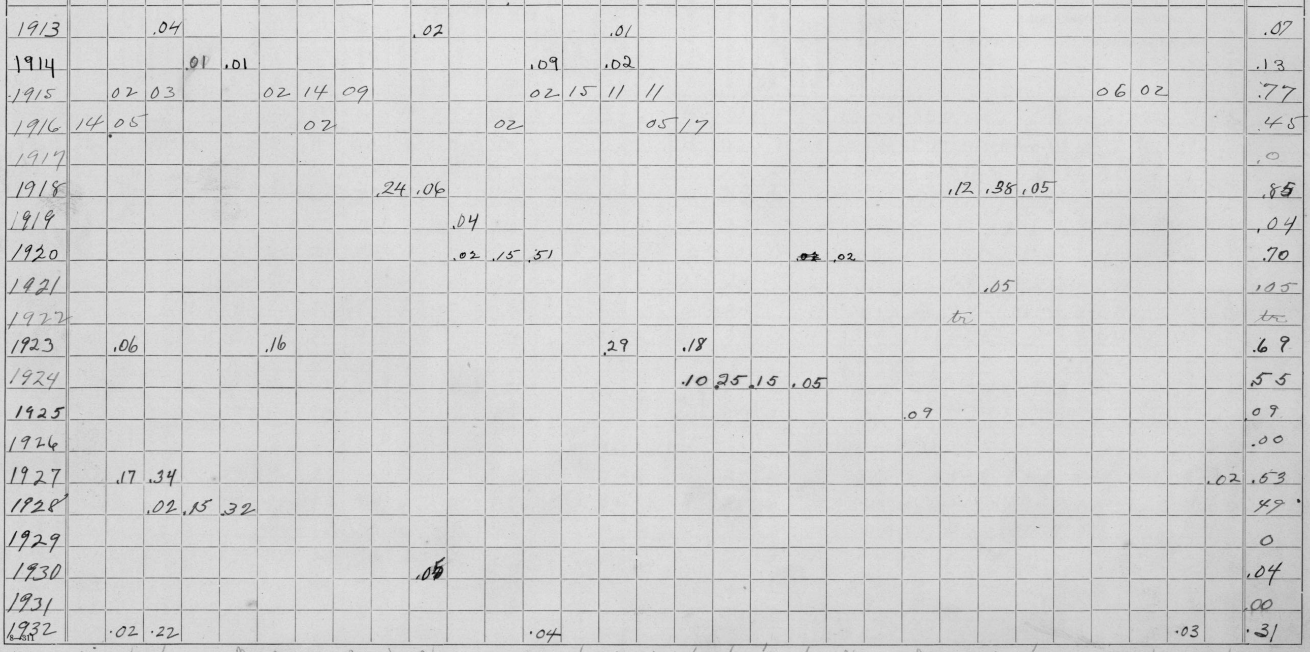 1913 .04 .02 .01 .07
1914 .01 .01 .09 .02 .13
1915 02 03 02 14 09 02 15 11 11 06 02 .77
1916 14 05 02 02 05 17 .45
1917 .0
1918 .24 .06 .12 .38 .05 .85
1919 .04 .04
1920 .02 .15 .51 .02 .70
1921 .05 .05
1922 tr tr
1923 .06 .16 .29 .18 .69
1924 .10 .25 .15 .05 .55
1925 .09 .09
1926 .00
1927 .17 .34 .02 .53
1928 .02 .15 .32 49
1929 0
1930 .04
1931 .00
1932 .02 .22 .04 .03 .31